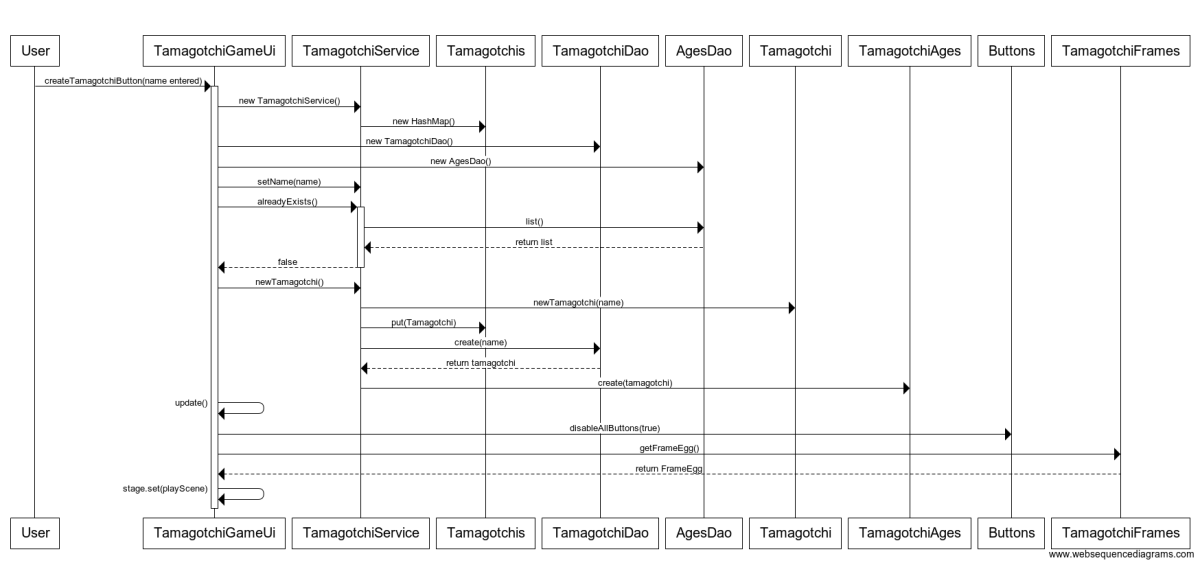 User
TamagotchiGameUi
TamagotchiService
Tamagotchis
TamagotchiDao
AgesDao
Tamagotchi
TamagotchiAges
Buttons
TamagotchiFrames
createTamagotchiButton(name entered)
new TamagotchiService()
new HashMap()
new TamagotchiDao()
new AgesDao()
setName(name)
alreadyExists()
list()
return list
false
newTamagotchi()
newTamagotchi(name)
put(Tamagotchi)
create(name)
return tamagotchi
create(tamagotchi)
update()
disableAllButtons(true)
getFrameEgg()
return FrameEgg
stage.set(playScene)
User
TamagotchiGameUi
TamagotchiService
Tamagotchis
TamagotchiDao
AgesDao
Tamagotchi
TamagotchiAges
Buttons
TamagotchiFrames
www.websequencediagrams.com